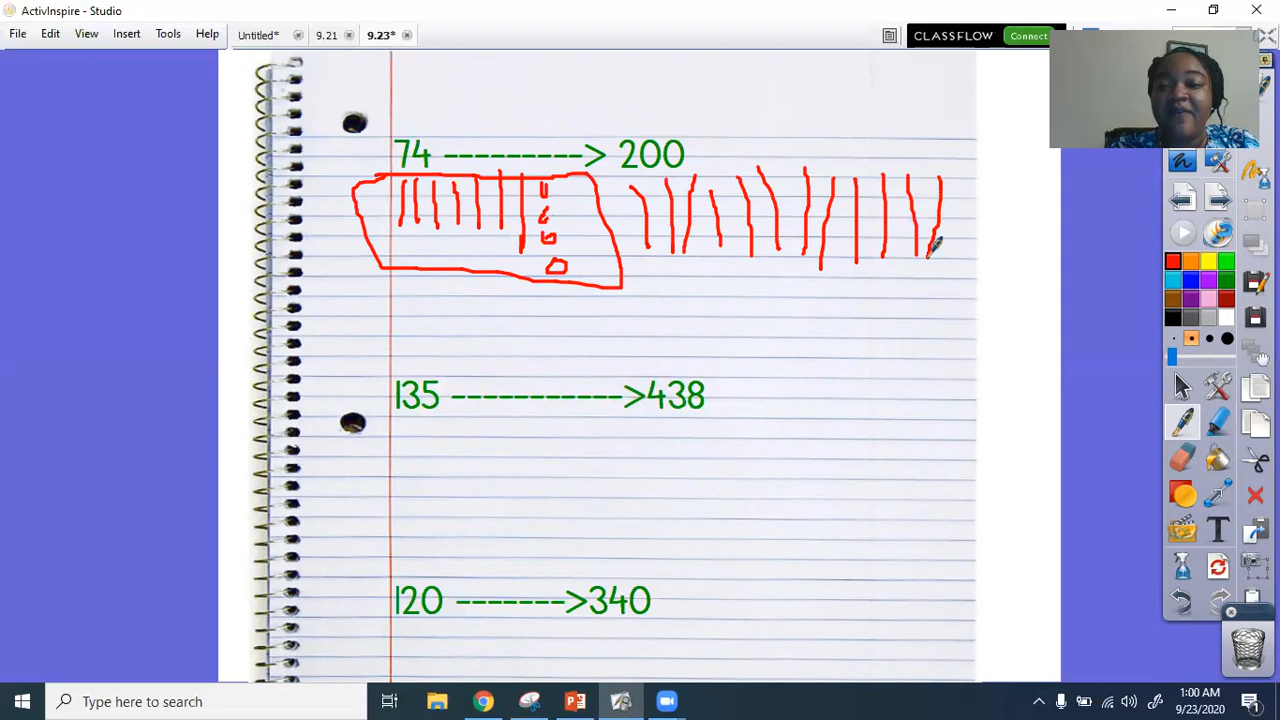 ActivInspire - Studio
File Edit View Insert Tools Help
Untitled* 9.21 9.23*
CLASSFLOW Connect
74 ---------> 200
135 ----------->438
120 ------->340
T
Type here to search
1:00 AM
9/23/2020
1